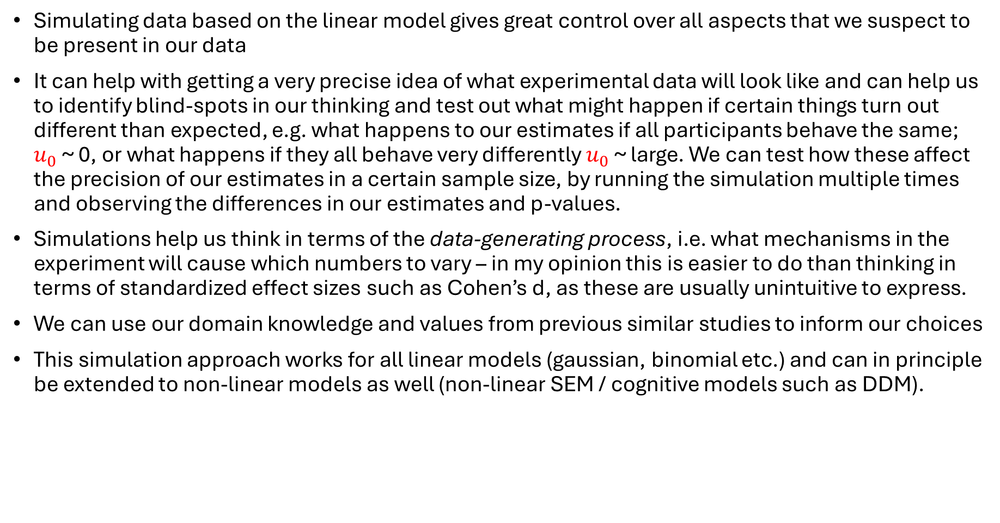 • Simulating data based on the linear model gives great control over all aspects that we suspect to
be present in our data
• It can help with getting a very precise idea of what experimental data will look like and can help us
to identify blind-spots in our thinking and test out what might happen if certain things turn out
different than expected, e.g. what happens to our estimates if all participants behave the same;
u₀ ~ 0, or what happens if they all behave very differently u₀ ~ large. We can test how these affect
the precision of our estimates in a certain sample size, by running the simulation multiple times
and observing the differences in our estimates and p-values.
• Simulations help us think in terms of the data-generating process, i.e. what mechanisms in the
experiment will cause which numbers to vary – in my opinion this is easier to do than thinking in
terms of standardized effect sizes such as Cohen’s d, as these are usually unintuitive to express.
• We can use our domain knowledge and values from previous similar studies to inform our choices
• This simulation approach works for all linear models (gaussian, binomial etc.) and can in principle
be extended to non-linear models as well (non-linear SEM / cognitive models such as DDM).